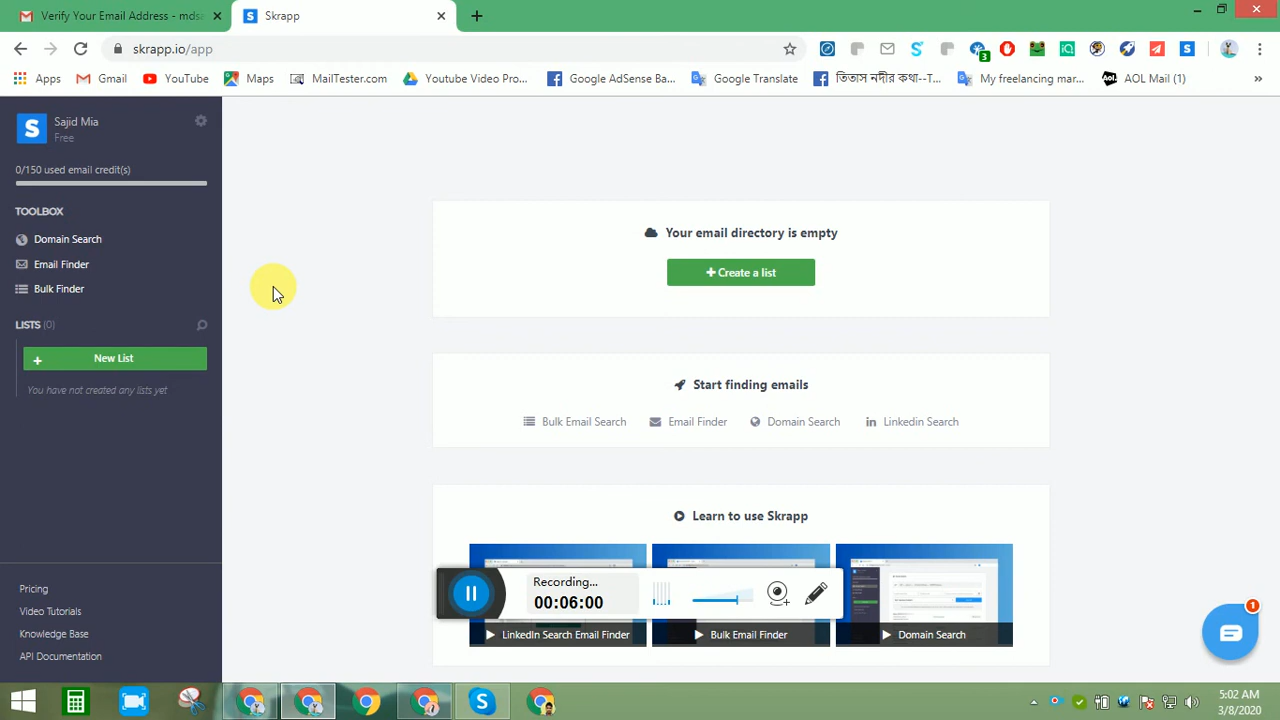 Verify Your Email Address - mdsa
Skrapp
skrapp.io/app
3
Apps
Gmail
YouTube
Maps
MailTester.com
Youtube Video Pro...
Google AdSense Ba...
Google Translate
তিতাস নদীর কথা--T...
My freelancing mar...
Aol.
AOL Mail (1)
»
S
Sajid Mia
Free
0/150 used email credit(s)
TOOLBOX
Domain Search
Email Finder
Bulk Finder
LISTS (0)
+ New List
You have not created any lists yet
Your email directory is empty
+ Create a list
Start finding emails
Bulk Email Search
Email Finder
Domain Search
in Linkedin Search
Learn to use Skrapp
LinkedIn Search Email Finder
Bulk Email Finder
Domain Search
Recording...
00:06:00
Pricing
Video Tutorials
Knowledge Base
API Documentation
1
5:02 AM
3/8/2020